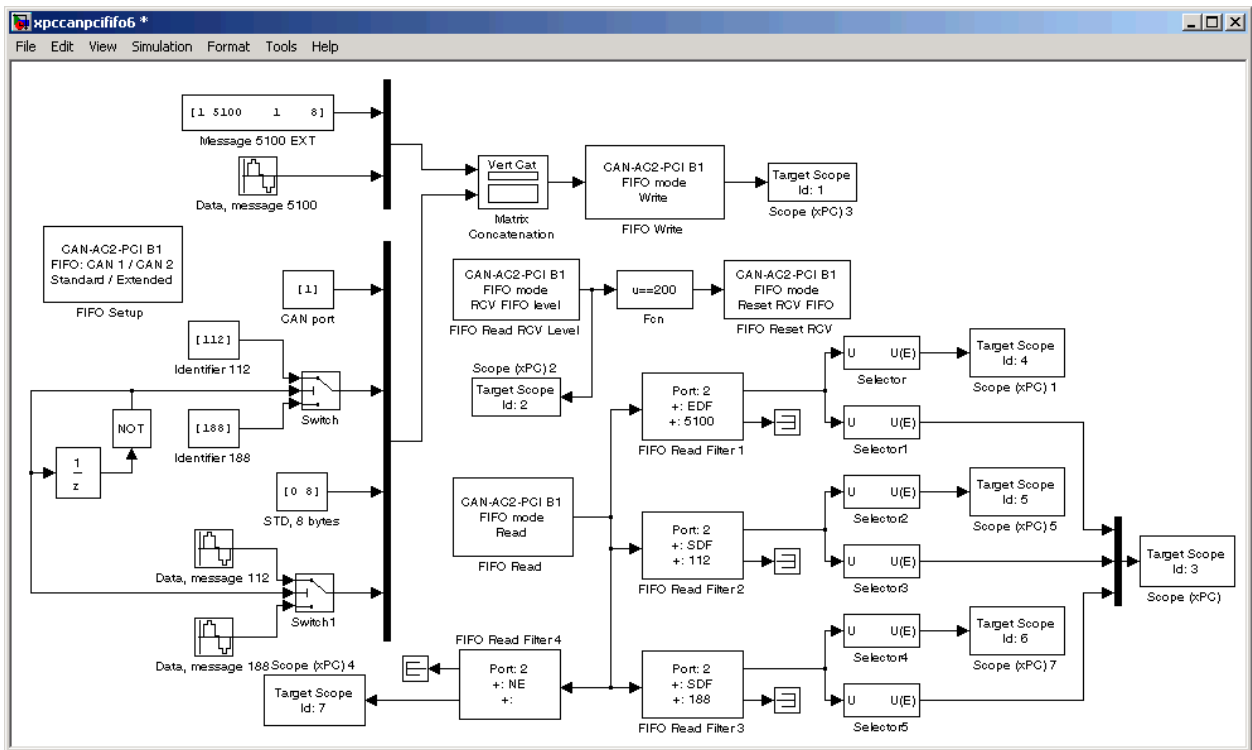 xpccanpcififo6 *
File Edit View Simulation Format Tools Help
[1 5100 1 8]
Message 5100 EXT
Data, message 5100
Vert Cat
Matrix
Concatenation
CAN-AC2-PCI B1
FIFO mode
Write
FIFO Write
Target Scope
Id: 1
Scope (xPC) 3
CAN-AC2-PCI B1
FIFO: CAN 1 / CAN 2
Standard / Extended
FIFO Setup
[1]
CAN port
CAN-AC2-PCI B1
FIFO mode
RCV FIFO level
FIFO Read RCV Level
u==200
Fcn
CAN-AC2-PCI B1
FIFO mode
Reset RCV FIFO
FIFO Reset RCV
[112]
Identifier 112
Switch
[188]
Identifier 188
NOT
1
z
[0 8]
STD, 8 bytes
Data, message 112
Switch1
Data, message 188
Scope (xPC) 2
Target Scope
Id: 2
Port: 2
+: EDF
+: 5100
FIFO Read Filter1
U U(E)
Selector
Target Scope
Id: 4
Scope (xPC) 1
U U(E)
Selector1
CAN-AC2-PCI B1
FIFO mode
Read
FIFO Read
Port: 2
+: SDF
+: 112
FIFO Read Filter2
U U(E)
Selector2
Target Scope
Id: 5
Scope (xPC) 5
U U(E)
Selector3
Target Scope
Id: 3
Scope (xPC)
FIFO Read Filter4
Port: 2
+: NE
+:
Scope (xPC) 4
Target Scope
Id: 7
Port: 2
+: SDF
+: 188
FIFO Read Filter3
U U(E)
Selector4
Target Scope
Id: 6
Scope (xPC) 7
U U(E)
Selector5